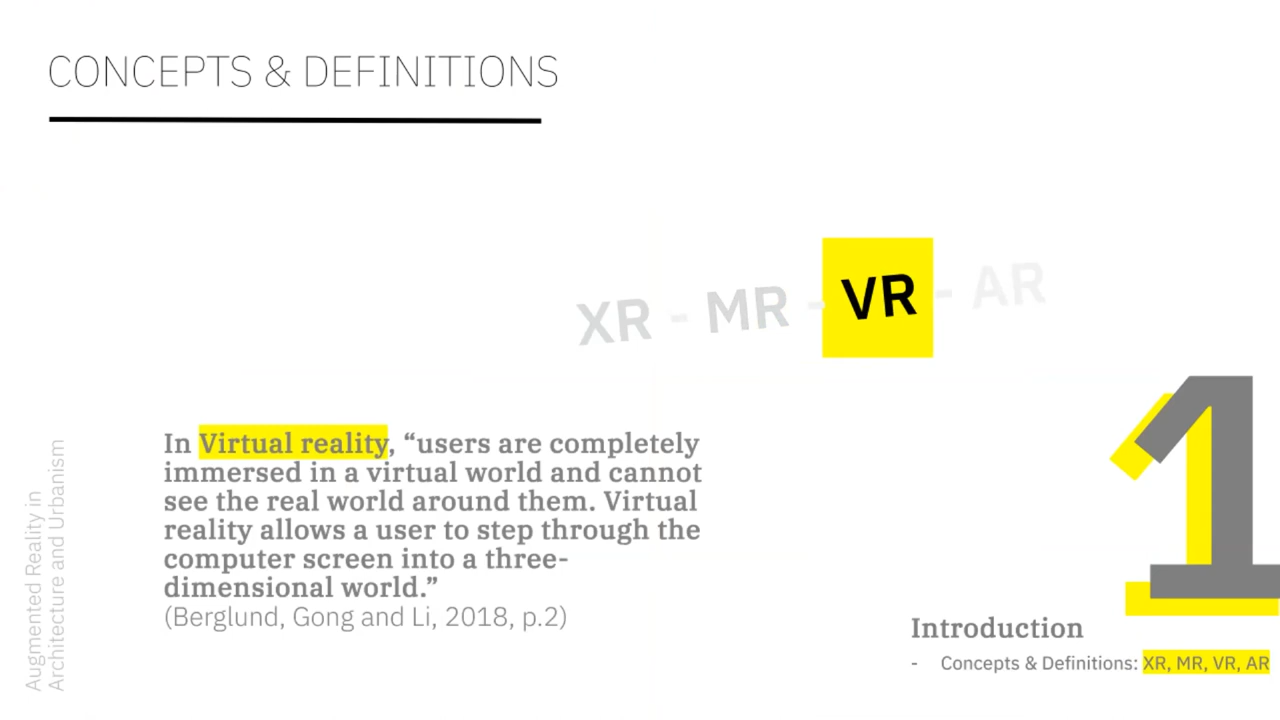 CONCEPTS & DEFINITIONS
XR - MR - VR - AR
In Virtual reality, “users are completely
immersed in a virtual world and cannot
see the real world around them. Virtual
reality allows a user to step through the
computer screen into a three-
dimensional world.”
(Berglund, Gong and Li, 2018, p.2)
Augmented Reality in
Architecture and Urbanism
1
Introduction
- Concepts & Definitions: XR, MR, VR, AR